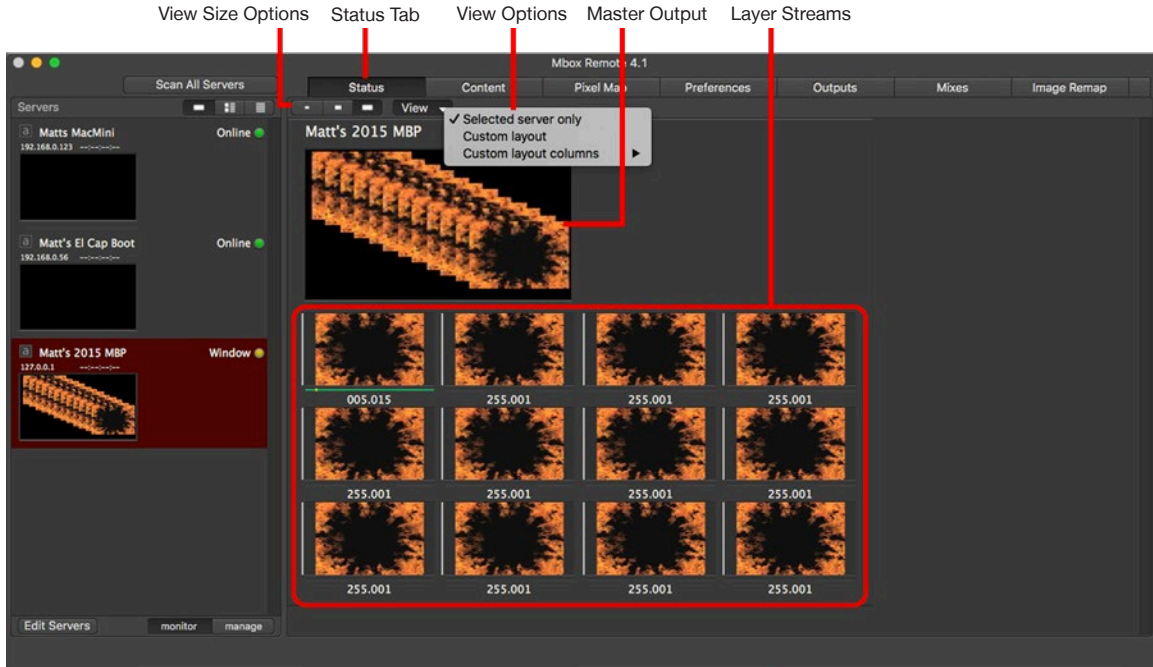 View Size Options Status Tab View Options Master Output Layer Streams
Mbox Remote 4.1
Scan All Servers Status Content Pixel Map Preferences Outputs Mixes Image Remap
Servers View
a Matts MacMini Online
192.168.0.123 --:--:--:--
a Matt's El Cap Boot Online
192.168.0.56 --:--:--:--
a Matt's 2015 MBP Window
127.0.0.1 --:--:--:--
Edit Servers monitor manage
Matt's 2015 MBP
✓ Selected server only
Custom layout
Custom layout columns ▶
005.015 255.001 255.001 255.001
255.001 255.001 255.001 255.001
255.001 255.001 255.001 255.001